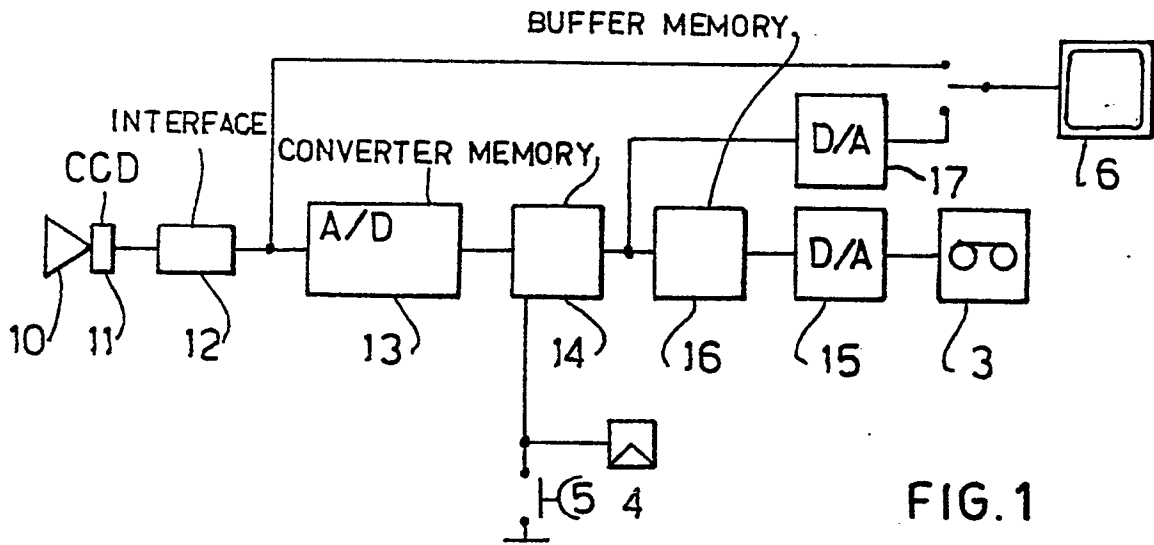 BUFFER MEMORY
INTERFACE
CCD
CONVERTER MEMORY
A/D
D/A
17
6
D/A
10
11
12
13
14
16
15
3
5
4
FIG.1